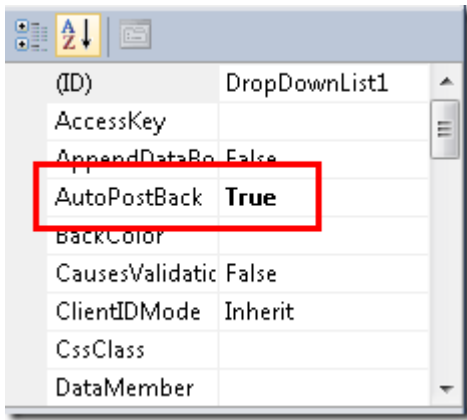 A
Z
(ID) DropDownList1
AccessKey
AppendDataBo False
AutoPostBack True
BackColor
CausesValidatic False
ClientIDMode Inherit
CssClass
DataMember